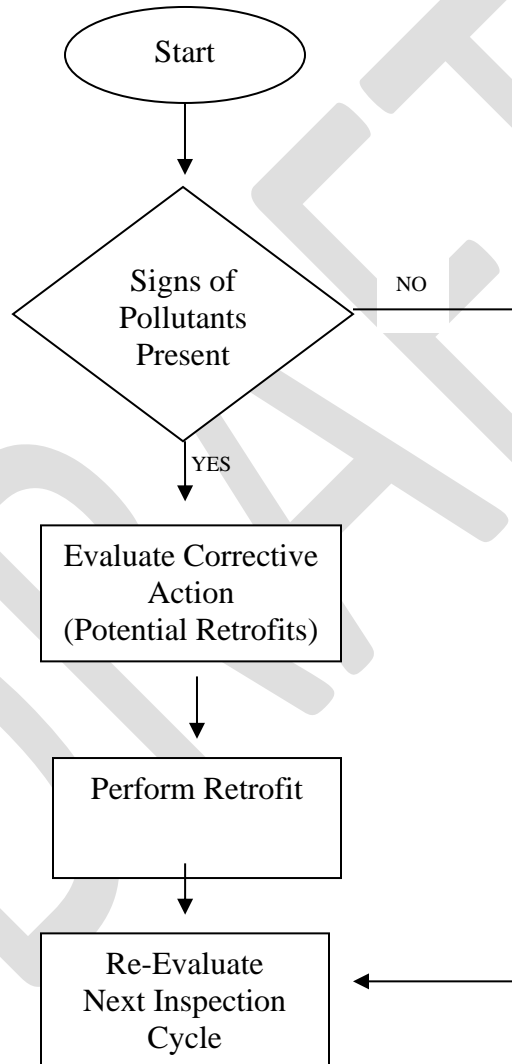 Start
Signs of
Pollutants
Present
NO
YES
Evaluate Corrective
Action
(Potential Retrofits)
Perform Retrofit
Re-Evaluate
Next Inspection
Cycle
DRAFT